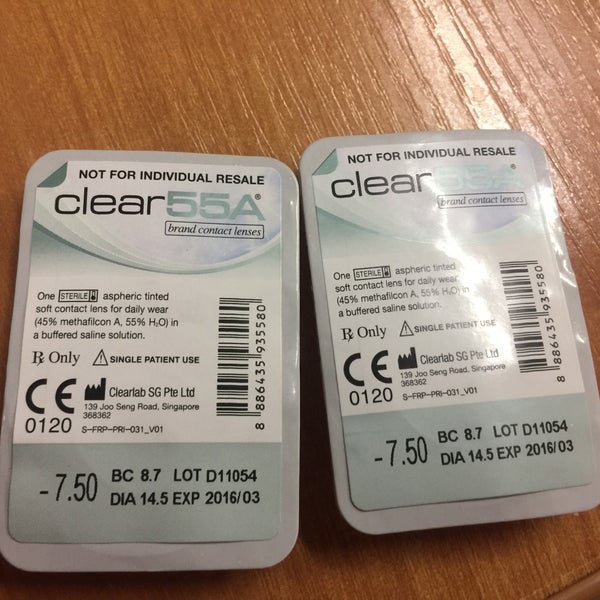 NOT FOR INDIVIDUAL RESALE
clear55A®
brand contact lenses
One STERILE aspheric tinted
soft contact lens for daily wear
(45% methafilcon A, 55% H₂O) in
a buffered saline solution.
℞ Only SINGLE PATIENT USE
CE Clearlab SG Pte Ltd
139 Joo Seng Road, Singapore
368362
0120 S-FRP-PRI-031_V01
8 886435 935580
-7.50 BC 8.7 LOT D11054
DIA 14.5 EXP 2016/03
NOT FOR INDIVIDUAL RESALE
clear55A®
brand contact lenses
One STERILE aspheric tinted
soft contact lens for daily wear
(45% methafilcon A, 55% H₂O) in
a buffered saline solution.
℞ Only SINGLE PATIENT USE
CE Clearlab SG Pte Ltd
139 Joo Seng Road, Singapore
368362
0120 S-FRP-PRI-031_V01
8 886435 935580
-7.50 BC 8.7 LOT D11054
DIA 14.5 EXP 2016/03